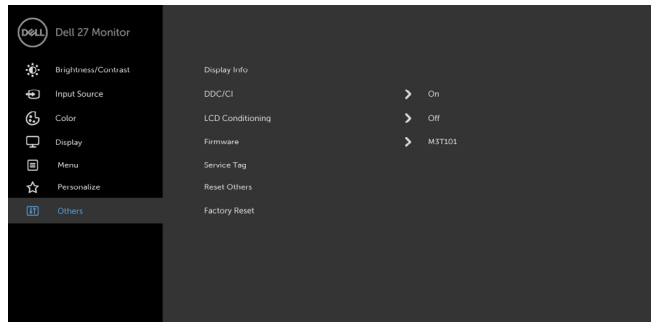 DELL Dell 27 Monitor
Brightness/Contrast Display Info
Input Source DDC/CI On
Color LCD Conditioning Off
Display Firmware M3T101
Menu Service Tag
Personalize Reset Others
Others Factory Reset